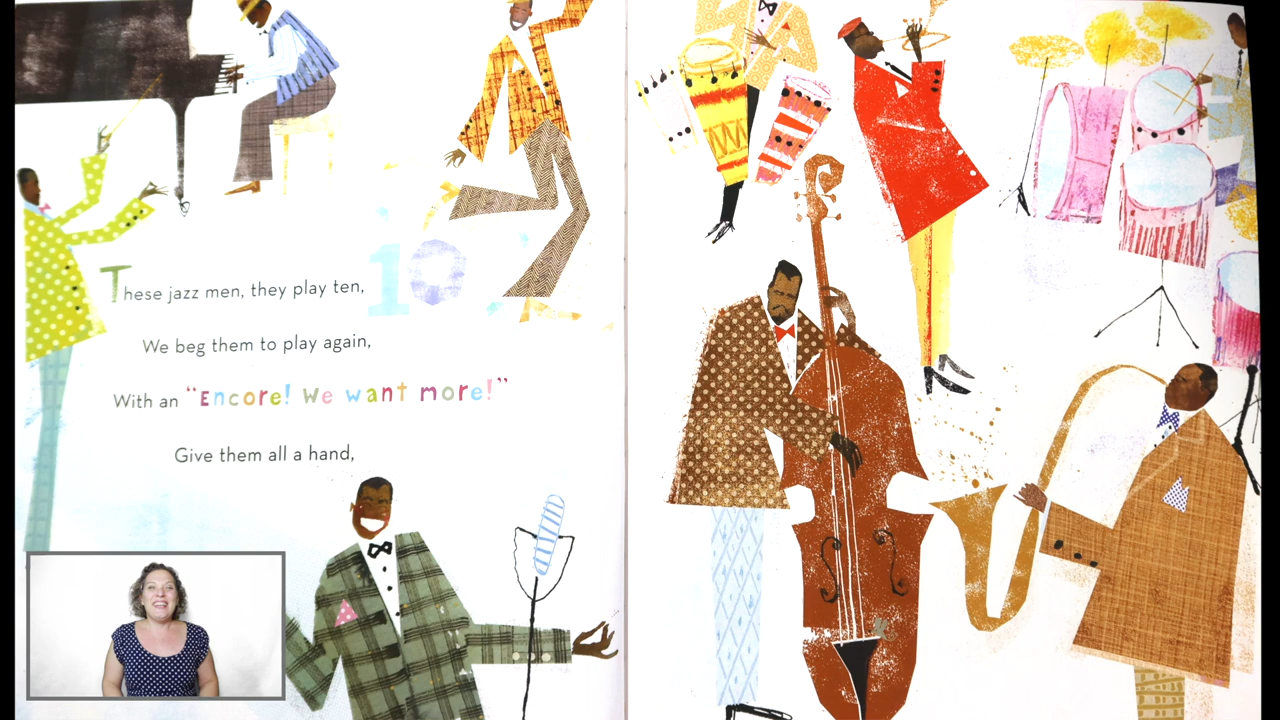 10
These jazz men, they play ten,
We beg them to play again,
With an “Encore! We want more!”
Give them all a hand,